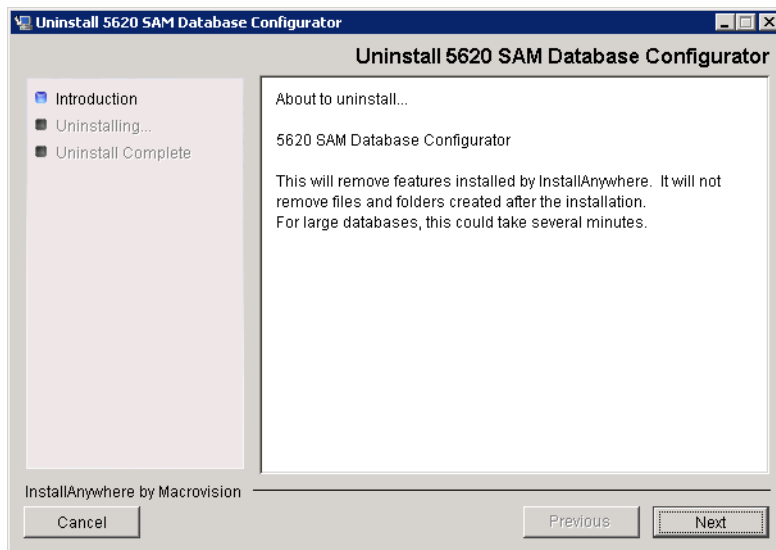 Uninstall 5620 SAM Database Configurator
Uninstall 5620 SAM Database Configurator
Introduction
Uninstalling...
Uninstall Complete
About to uninstall...
5620 SAM Database Configurator
This will remove features installed by InstallAnywhere. It will not
remove files and folders created after the installation.
For large databases, this could take several minutes.
InstallAnywhere by Macrovision
Cancel
Previous
Next